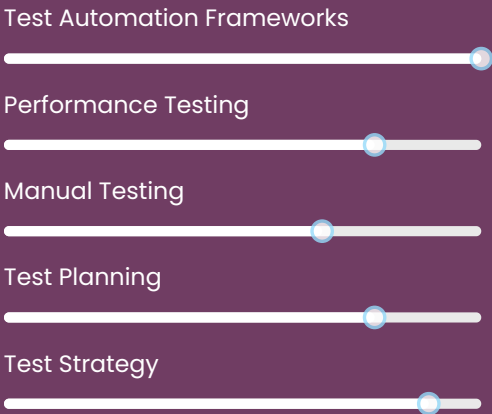 Test Automation Frameworks
Performance Testing
Manual Testing
Test Planning
Test Strategy